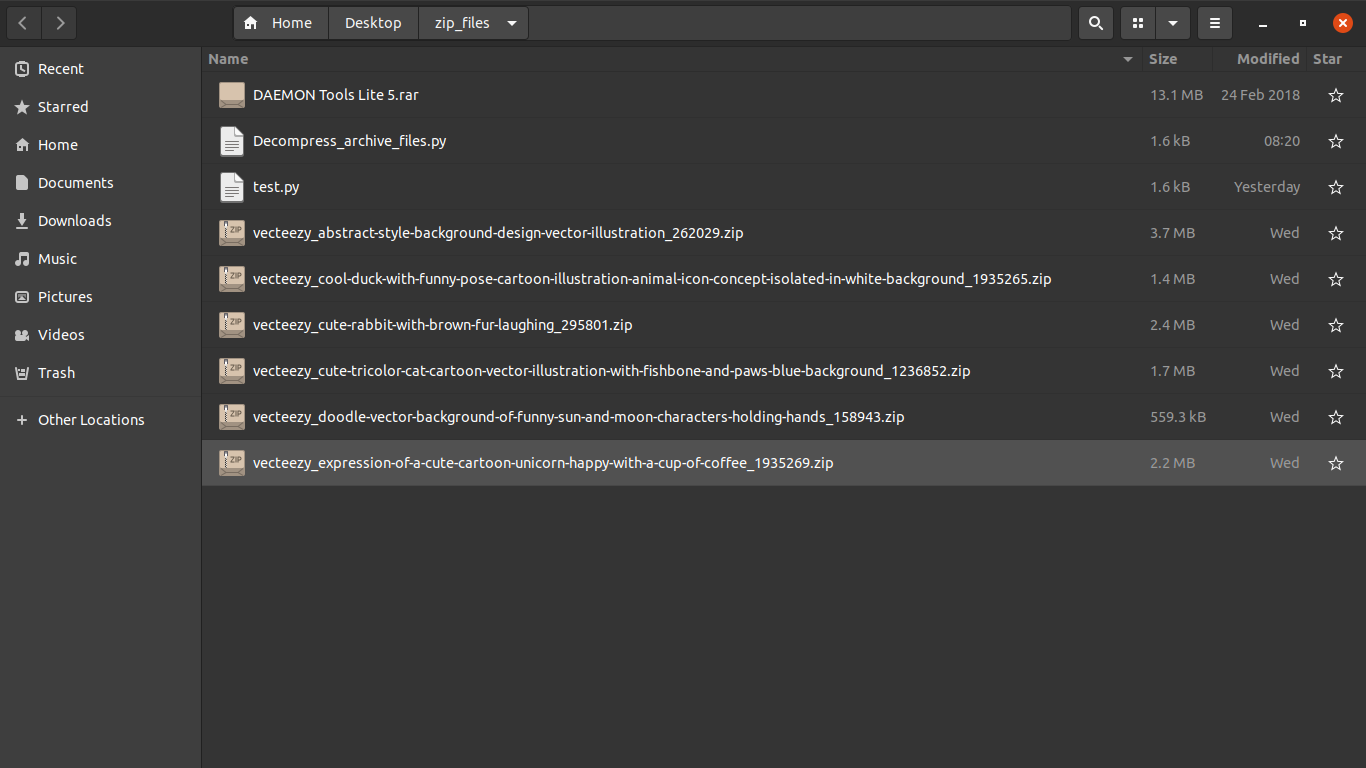 Home Desktop zip_files
Recent
Starred
Home
Documents
Downloads
Music
Pictures
Videos
Trash
Other Locations
Name Size Modified Star
DAEMON Tools Lite 5.rar 13.1 MB 24 Feb 2018
Decompress_archive_files.py 1.6 kB 08:20
test.py 1.6 kB Yesterday
ZIP vecteezy_abstract-style-background-design-vector-illustration_262029.zip 3.7 MB Wed
ZIP vecteezy_cool-duck-with-funny-pose-cartoon-illustration-animal-icon-concept-isolated-in-white-background_1935265.zip 1.4 MB Wed
ZIP vecteezy_cute-rabbit-with-brown-fur-laughing_295801.zip 2.4 MB Wed
ZIP vecteezy_cute-tricolor-cat-cartoon-vector-illustration-with-fishbone-and-paws-blue-background_1236852.zip 1.7 MB Wed
ZIP vecteezy_doodle-vector-background-of-funny-sun-and-moon-characters-holding-hands_158943.zip 559.3 kB Wed
ZIP vecteezy_expression-of-a-cute-cartoon-unicorn-happy-with-a-cup-of-coffee_1935269.zip 2.2 MB Wed